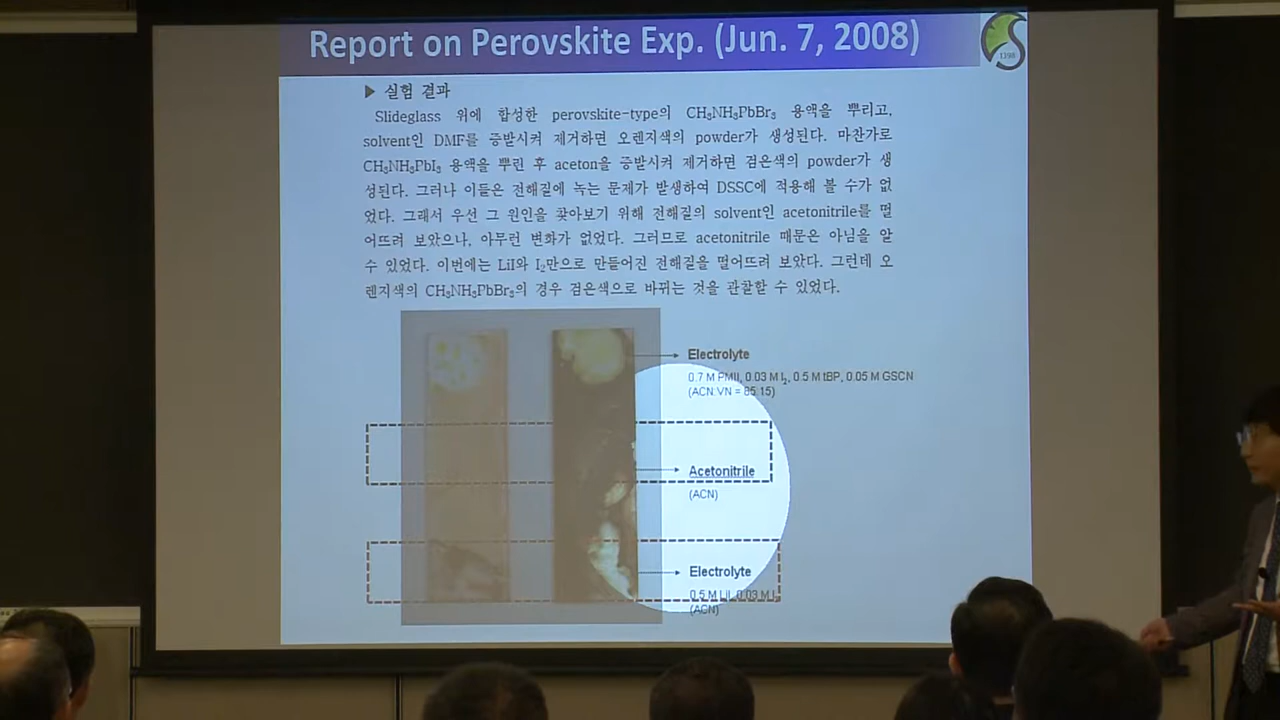 Report on Perovskite Exp. (Jun. 7, 2008)
1398
▶ 실험 결과
Slideglass 위에 합성한 perovskite-type의 CH₃NH₃PbBr₃ 용액을 뿌리고,
solvent인 DMF를 증발시켜 제거하면 오렌지색의 powder가 생성된다. 마찬가로
CH₃NH₃PbI₃ 용액을 뿌린 후 aceton을 증발시켜 제거하면 검은색의 powder가 생
성된다. 그러나 이들은 전해질에 녹는 문제가 발생하여 DSSC에 적용해 볼 수가 없
었다. 그래서 우선 그 원인을 찾아보기 위해 전해질의 solvent인 acetonitrile를 떨
어뜨려 보았으나, 아무런 변화가 없었다. 그러므로 acetonitrile 때문은 아님을 알
수 있었다. 이번에는 LiI와 I₂만으로 만들어진 전해질을 떨어뜨려 보았다. 그런데 오
렌지색의 CH₃NH₃PbBr₃의 경우 검은색으로 바뀌는 것을 관찰할 수 있었다.
Electrolyte
0.7 M PMII, 0.03 M I₂, 0.5 M tBP, 0.05 M GSCN
(ACN:VN = 85:15)
Acetonitrile
(ACN)
Electrolyte
0.5 M LiI, 0.03 M I
(ACN)